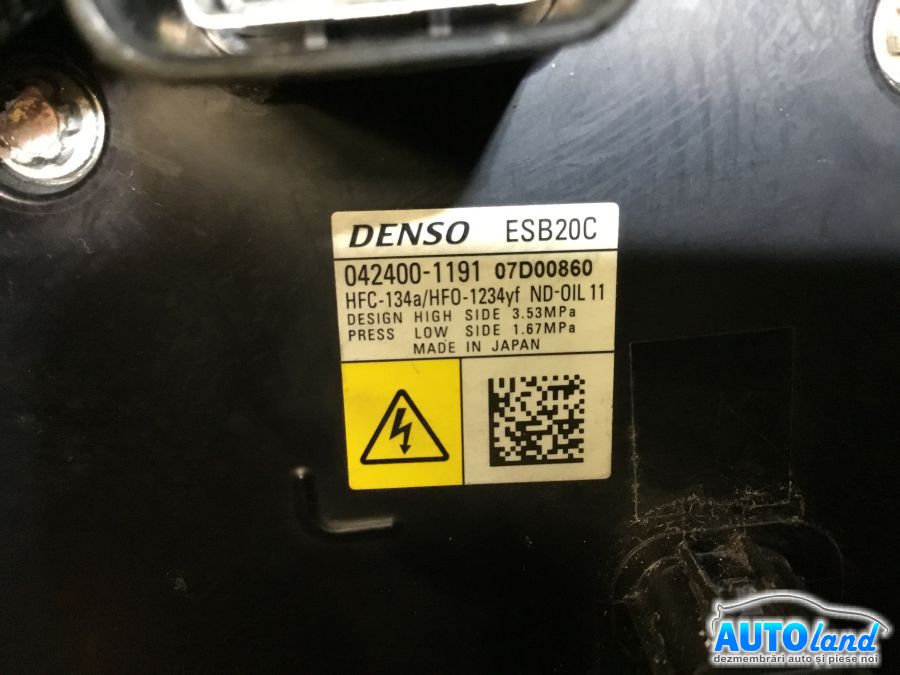 DENSO ESB20C
042400-1191 07D00860
HFC-134a/HFO-1234yf ND-OIL 11
DESIGN HIGH SIDE 3.53MPa
PRESS LOW SIDE 1.67MPa
MADE IN JAPAN
AUTOland
dezmembrări auto și piese noi